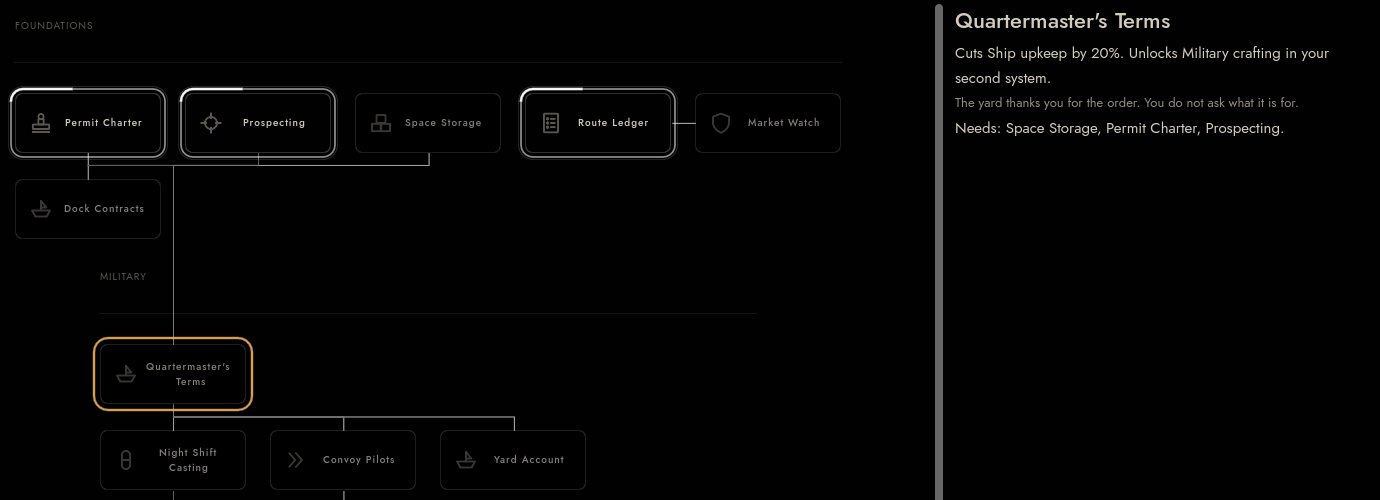 FOUNDATIONS
Permit Charter
Prospecting
Space Storage
Route Ledger
Market Watch
Dock Contracts
MILITARY
Quartermaster's
Terms
Night Shift
Casting
Convoy Pilots
Yard Account
Quartermaster's Terms
Cuts Ship upkeep by 20%. Unlocks Military crafting in your
second system.
The yard thanks you for the order. You do not ask what it is for.
Needs: Space Storage, Permit Charter, Prospecting.